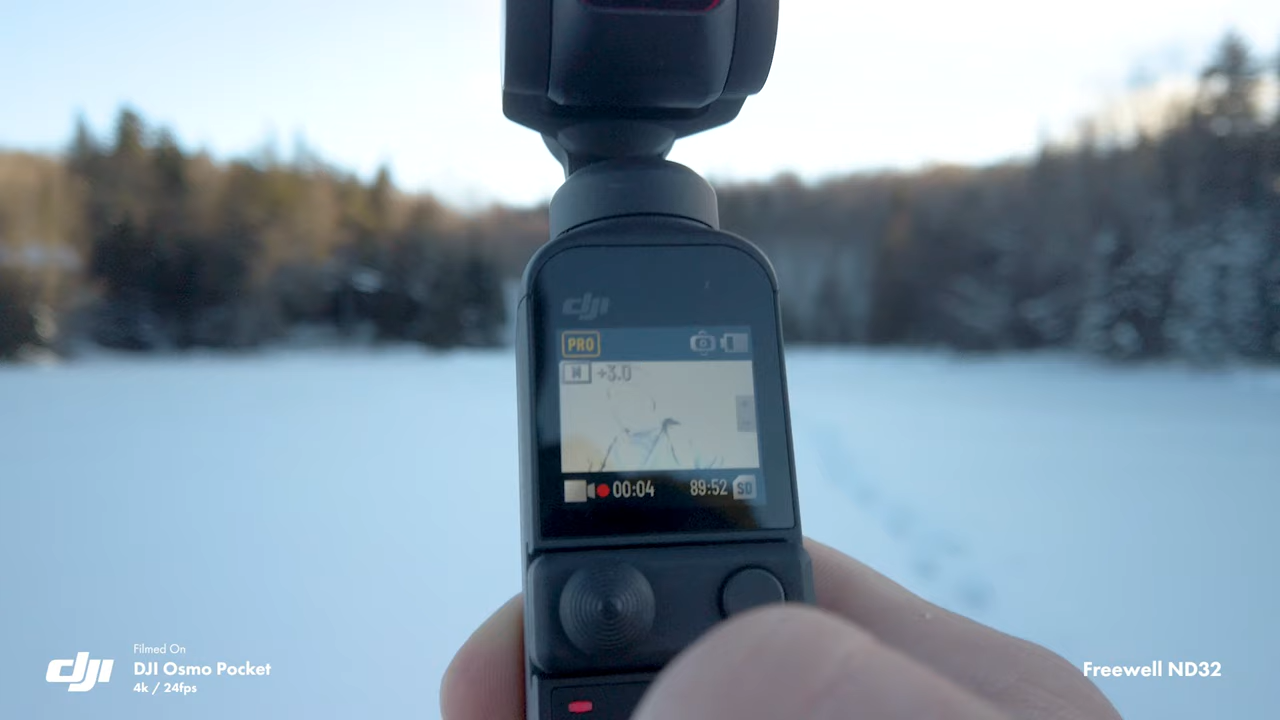 dji
PRO
M +3.0
00:04 89:52 SD
dji
Filmed On
DJI Osmo Pocket
4k / 24fps
Freewell ND32